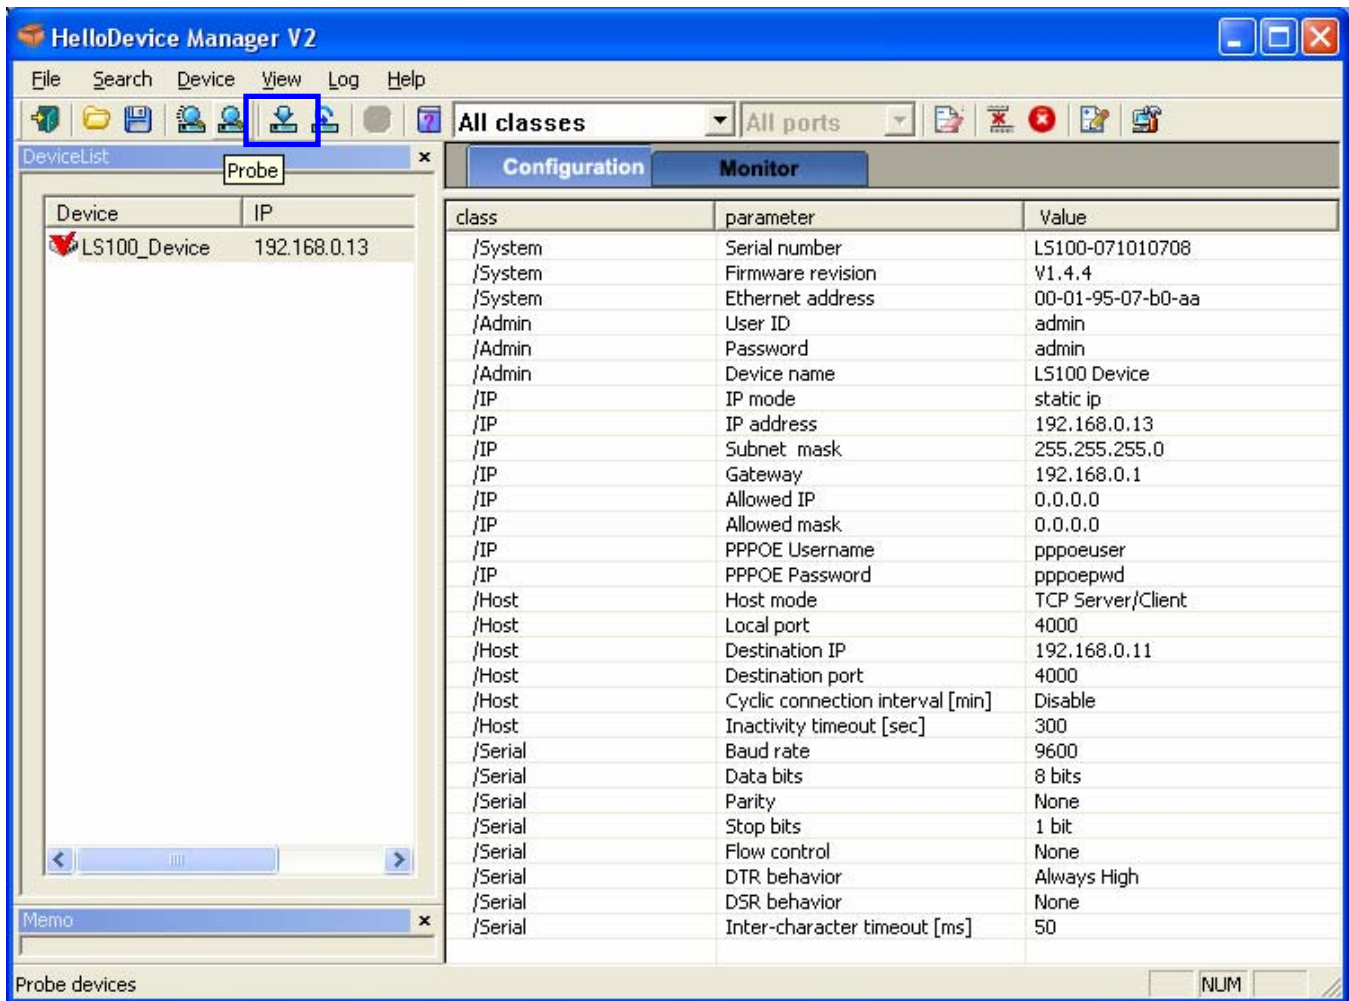 HelloDevice Manager V2
File Search Device View Log Help
All classes All ports
DeviceList
Probe
Configuration Monitor
Device IP
LS100_Device 192.168.0.13
class parameter Value
/System Serial number LS100-071010708
/System Firmware revision V1.4.4
/System Ethernet address 00-01-95-07-b0-aa
/Admin User ID admin
/Admin Password admin
/Admin Device name LS100 Device
/IP IP mode static ip
/IP IP address 192.168.0.13
/IP Subnet mask 255.255.255.0
/IP Gateway 192.168.0.1
/IP Allowed IP 0.0.0.0
/IP Allowed mask 0.0.0.0
/IP PPPOE Username pppoeuser
/IP PPPOE Password pppoepwd
/Host Host mode TCP Server/Client
/Host Local port 4000
/Host Destination IP 192.168.0.11
/Host Destination port 4000
/Host Cyclic connection interval [min] Disable
/Host Inactivity timeout [sec] 300
/Serial Baud rate 9600
/Serial Data bits 8 bits
/Serial Parity None
/Serial Stop bits 1 bit
/Serial Flow control None
/Serial DTR behavior Always High
/Serial DSR behavior None
/Serial Inter-character timeout [ms] 50
Memo
Probe devices NUM